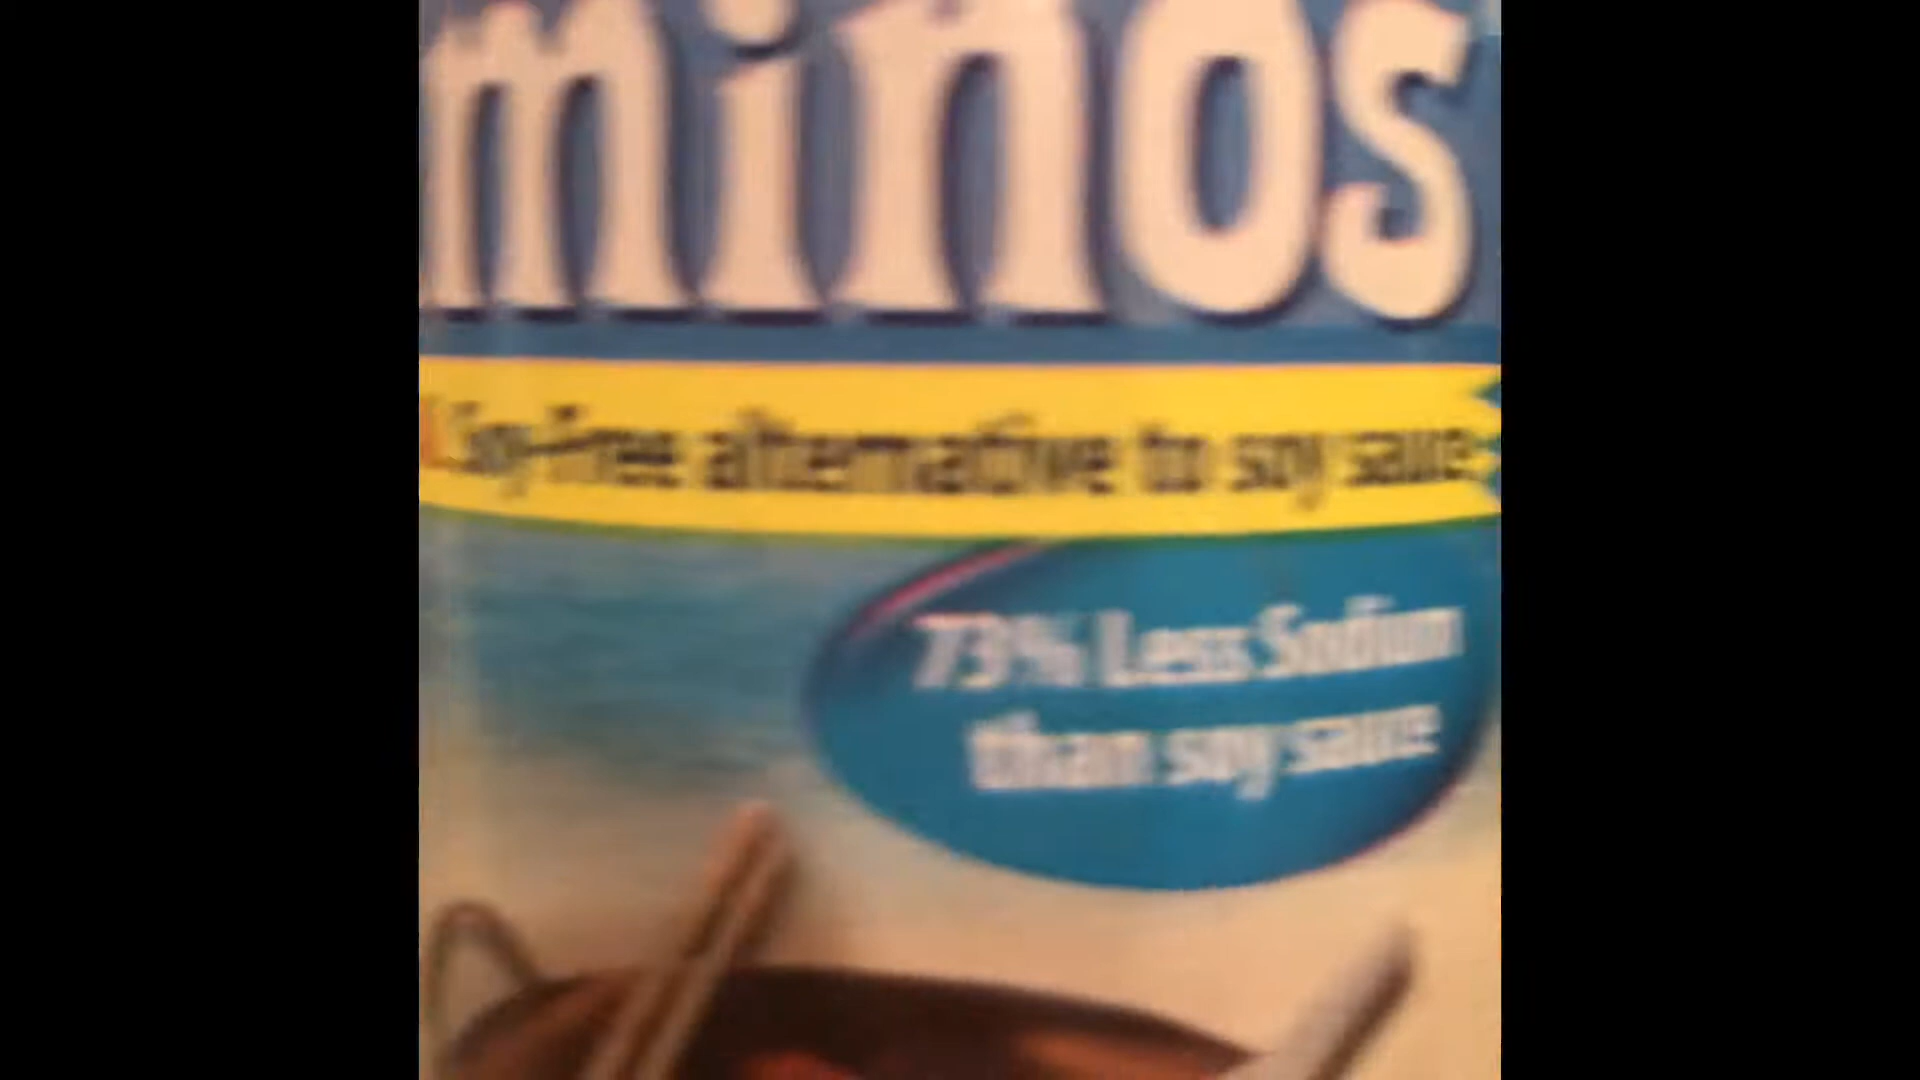 minos
Soy-free alternative to soy sauce
73% Less Sodium
than soy sauce